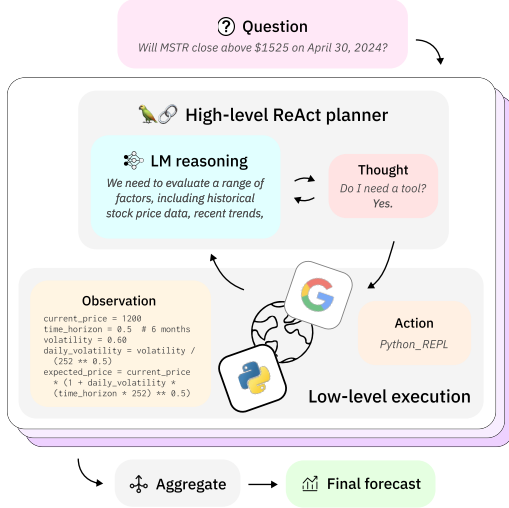 Question
Will MSTR close above $1525 on April 30, 2024?
High-level ReAct planner
LM reasoning
We need to evaluate a range of
factors, including historical
stock price data, recent trends,
Thought
Do I need a tool?
Yes.
Observation
current_price = 1200
time_horizon = 0.5  # 6 months
volatility = 0.60
daily_volatility = volatility /
(252 ** 0.5)
expected_price = current_price
* (1 + daily_volatility *
(time_horizon * 252) ** 0.5)
Action
Python_REPL
Low-level execution
Aggregate
Final forecast